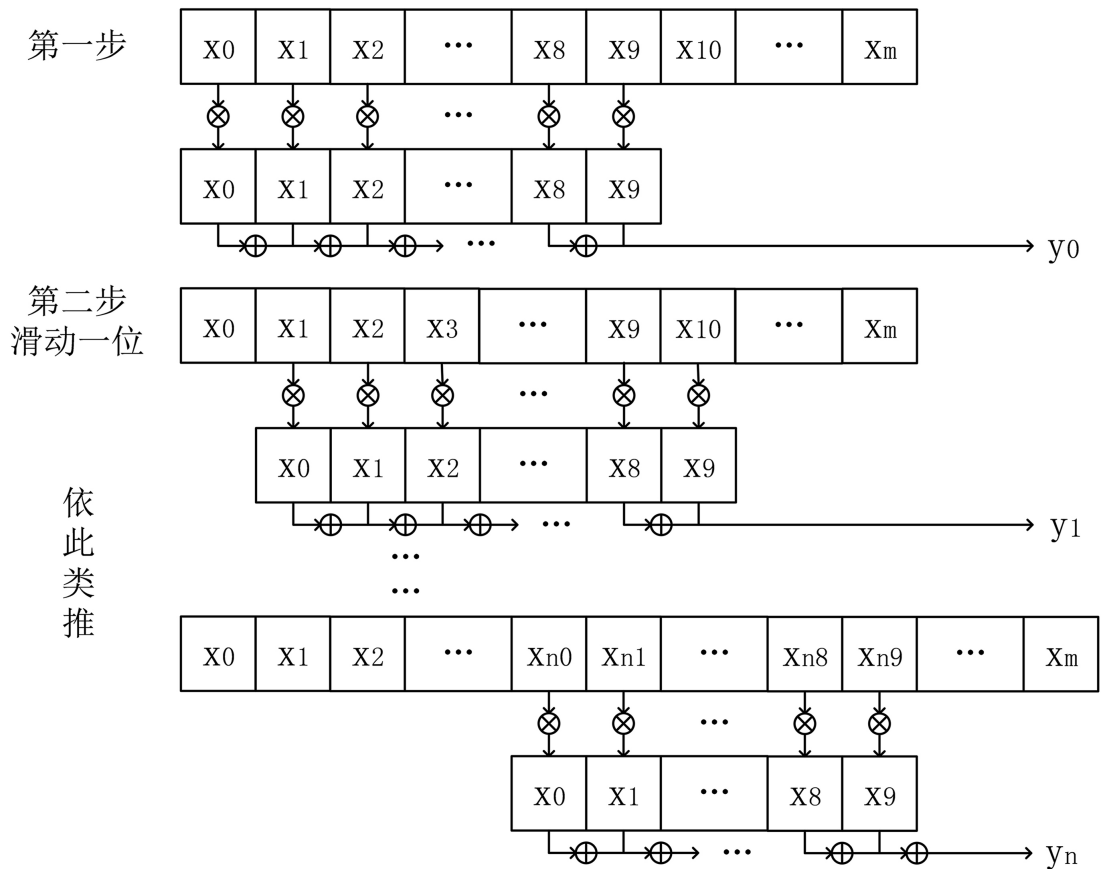 第一步
X0 X1 X2 ... X8 X9 X10 ... Xm
...
X0 X1 X2 ... X8 X9
... y0
第二步
滑动一位
X0 X1 X2 X3 ... X9 X10 ... Xm
...
X0 X1 X2 ... X8 X9
... y1
依此类推
...
...
X0 X1 X2 ... Xn0 Xn1 ... Xn8 Xn9 ... Xm
...
X0 X1 ... X8 X9
... yn